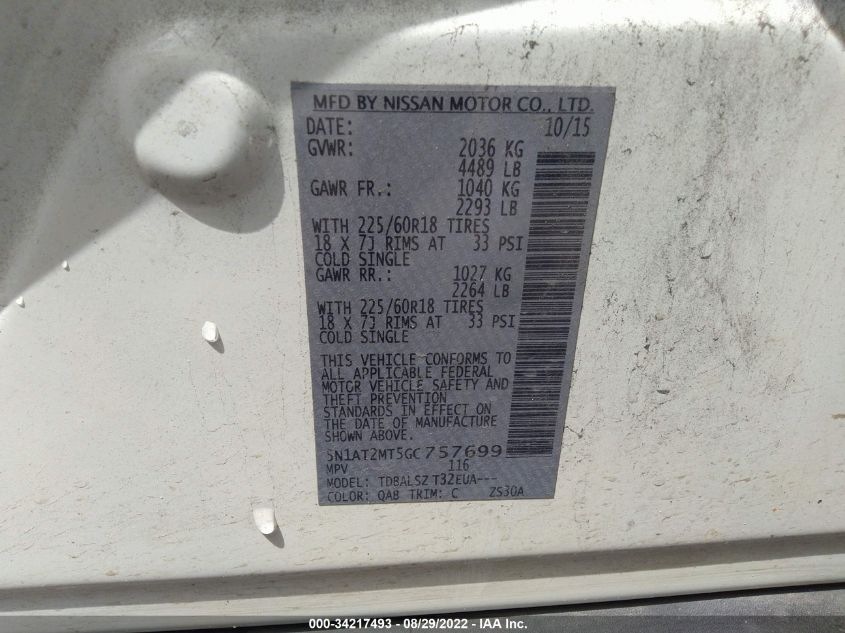 MFD BY NISSAN MOTOR CO., LTD.
DATE: 10/15
GVWR: 2036 KG
4489 LB
GAWR FR.: 1040 KG
2293 LB
WITH 225/60R18 TIRES
18 X 7J RIMS AT 33 PSI
COLD SINGLE
GAWR RR.: 1027 KG
2264 LB
WITH 225/60R18 TIRES
18 X 7J RIMS AT 33 PSI
COLD SINGLE
THIS VEHICLE CONFORMS TO
ALL APPLICABLE FEDERAL
MOTOR VEHICLE SAFETY AND
THEFT PREVENTION
STANDARDS IN EFFECT ON
THE DATE OF MANUFACTURE
SHOWN ABOVE.
5N1AT2MT5GC757699
MPV 116
MODEL: TDBALSZ T32EUA---
COLOR: QAB TRIM: C ZS30A
000-34217493 - 08/29/2022 - IAA Inc.